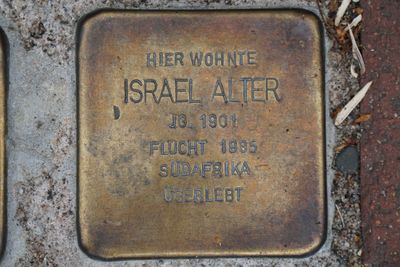 HIER WOHNTE
ISRAEL ALTER
JG. 1901
FLUCHT 1935
SÜDAFRIKA
ÜBERLEBT